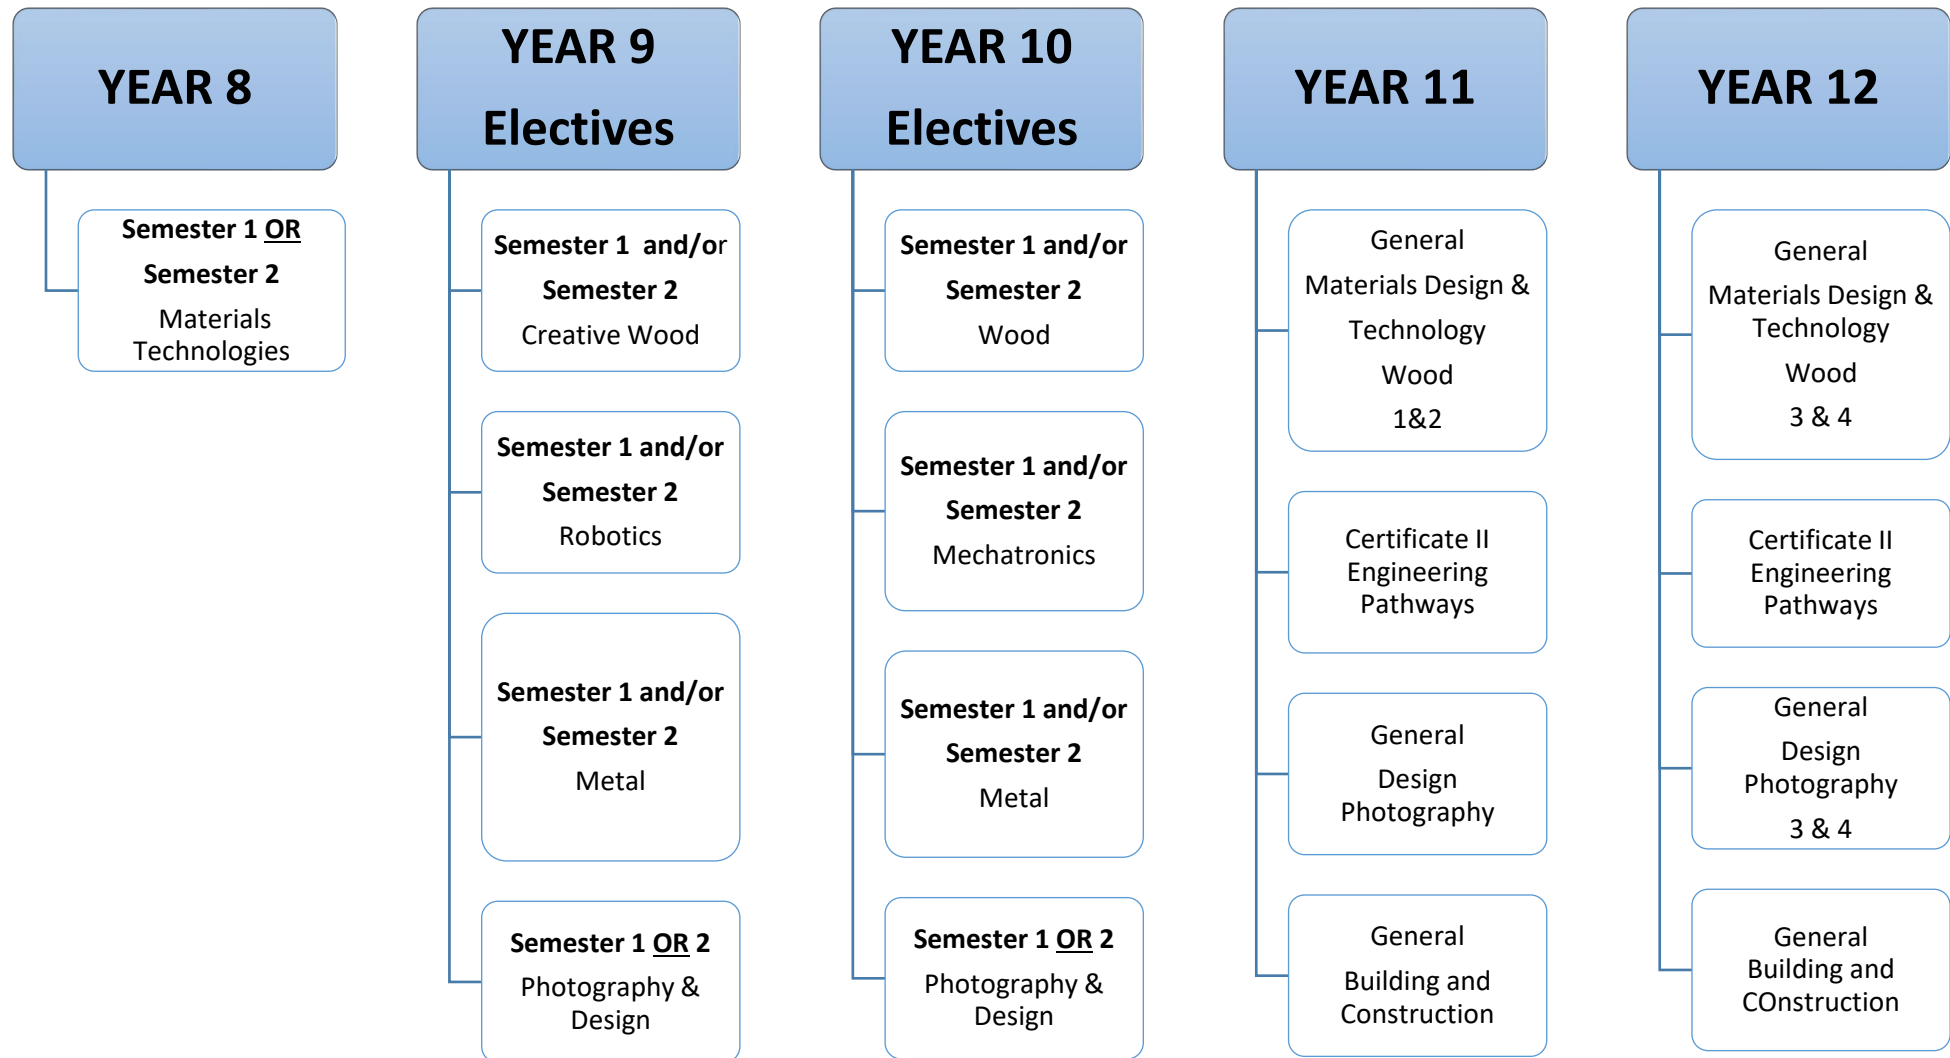 YEAR 8
Semester 1 OR
Semester 2
Materials
Technologies
YEAR 9
Electives
Semester 1  and/or
Semester 2
Creative Wood
Semester 1 and/or
Semester 2
Robotics
Semester 1 and/or
Semester 2
Metal
Semester 1 OR 2
Photography &
Design
YEAR 10
Electives
Semester 1 and/or
Semester 2
Wood
Semester 1 and/or
Semester 2
Mechatronics
Semester 1 and/or
Semester 2
Metal
Semester 1 OR 2
Photography &
Design
YEAR 11
General
Materials Design &
Technology
Wood
1&2
Certificate II
Engineering
Pathways
General
Design
Photography
General
Building and
Construction
YEAR 12
General
Materials Design &
Technology
Wood
3 & 4
Certificate II
Engineering
Pathways
General
Design
Photography
3 & 4
General
Building and
COnstruction